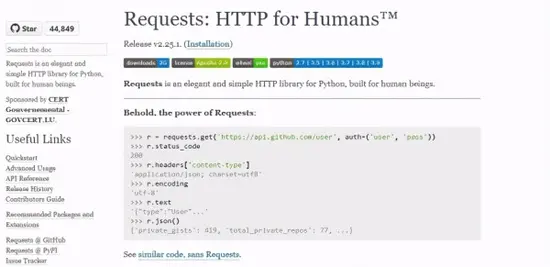 Star 44,849
Search the doc
Requests is an elegant and
simple HTTP library for Python,
built for human beings.
Sponsored by CERT
Gouvernemental -
GOVCERT.LU.
Useful Links
Quickstart
Advanced Usage
API Reference
Release History
Contributors Guide
Recommended Packages and
Extensions
Requests @ GitHub
Requests @ PyPI
Issue Tracker
Requests: HTTP for Humans™
Release v2.25.1. (Installation)
downloads 2G license Apache 2.0 wheel yes python 2.7 | 3.5 | 3.6 | 3.7 | 3.8 | 3.9
Requests is an elegant and simple HTTP library for Python, built for human beings.
Behold, the power of Requests:
>>> r = requests.get('https://api.github.com/user', auth=('user', 'pass'))
>>> r.status_code
200
>>> r.headers['content-type']
'application/json; charset=utf8'
>>> r.encoding
'utf-8'
>>> r.text
'{"type":"User"...'
>>> r.json()
{'private_gists': 419, 'total_private_repos': 77, ...}
See similar code, sans Requests.